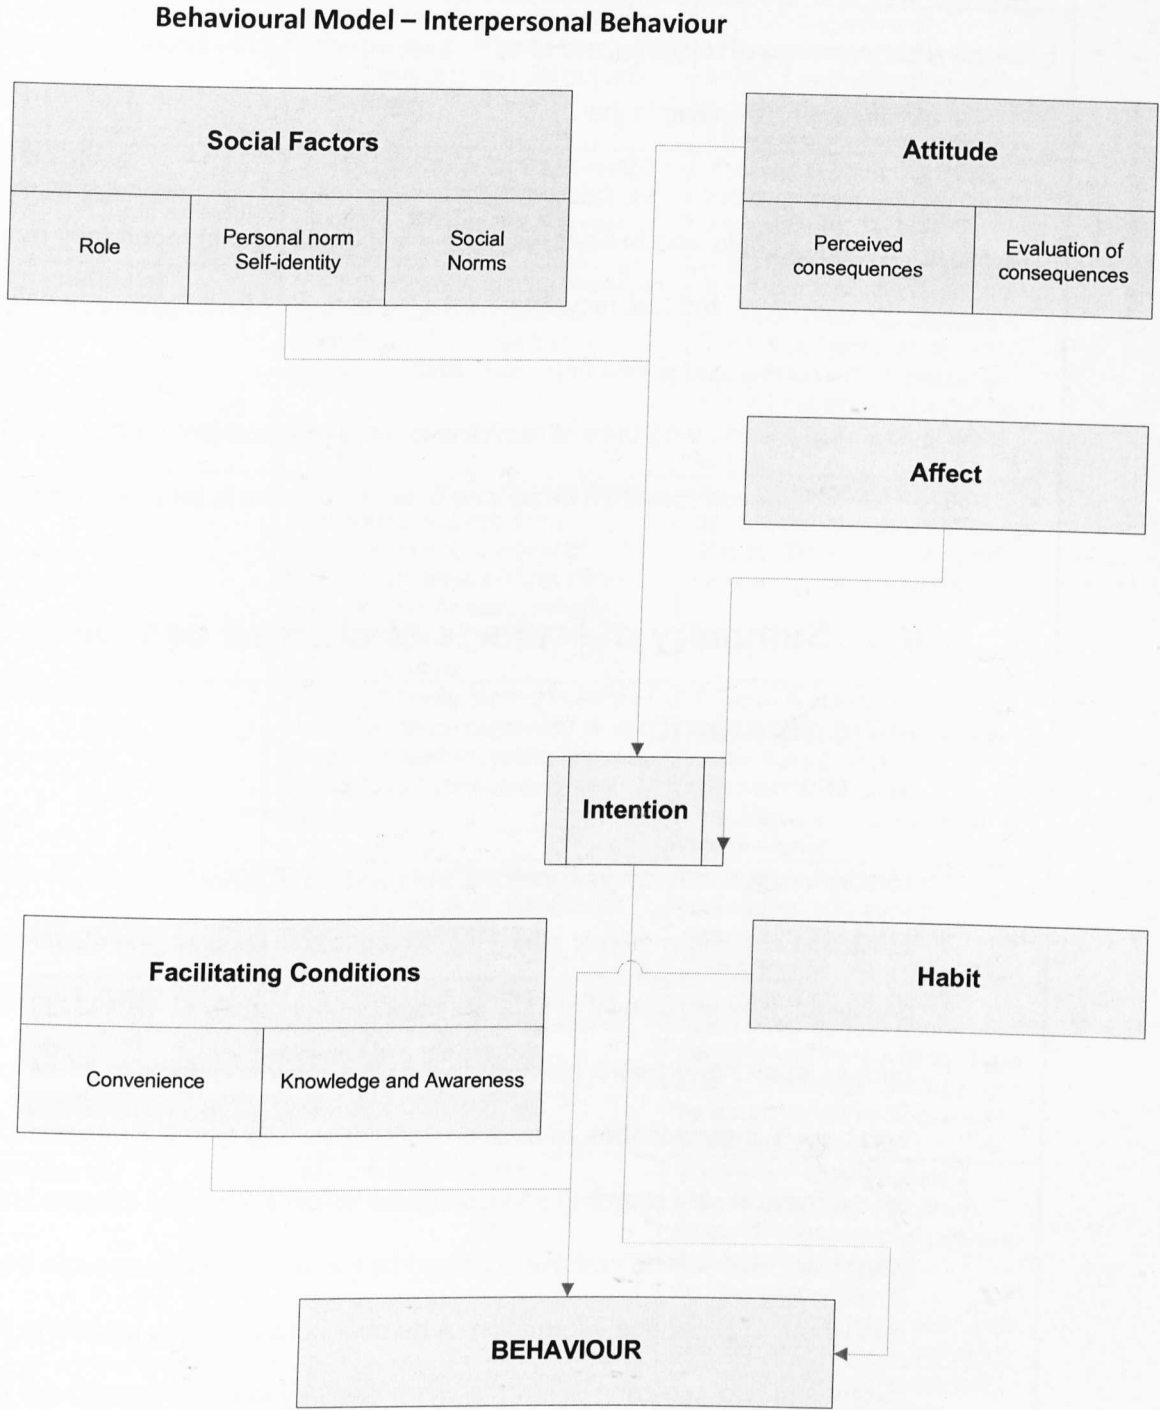 Behavioural Model – Interpersonal Behaviour
Social Factors
Role
Personal norm
Self-identity
Social
Norms
Attitude
Perceived
consequences
Evaluation of
consequences
Affect
Intention
Facilitating Conditions
Convenience
Knowledge and Awareness
Habit
BEHAVIOUR